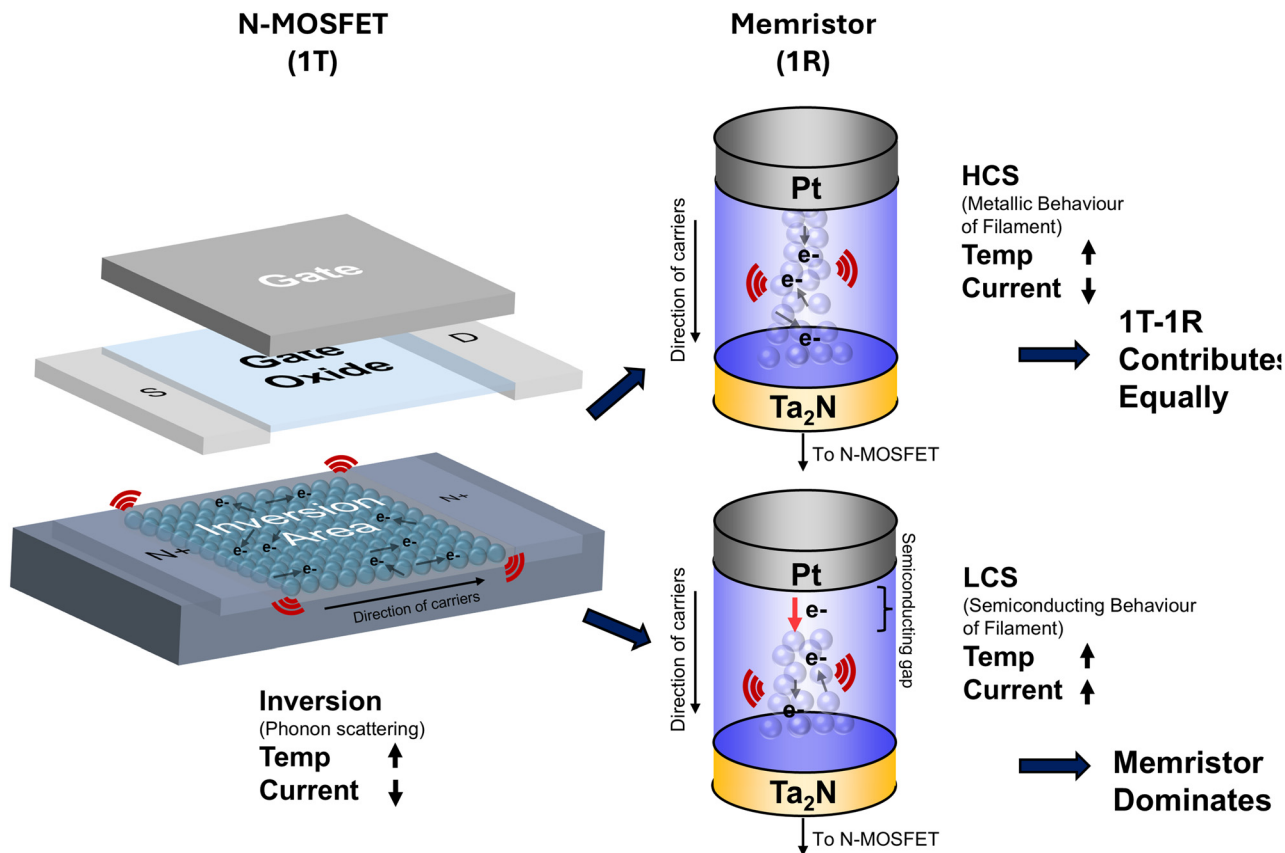 N-MOSFET
(1T)
Memristor
(1R)
Gate
Gate
Oxide
S
D
Inversion
Area
N+
N+
e-
e-
e-
e-
e-
e-
e-
e-
e-
Direction of carriers
Inversion
(Phonon scattering)
Temp
Current
Pt
Direction of carriers
e-
e-
e-
Ta2N
To N-MOSFET
HCS
(Metallic Behaviour
of Filament)
Temp
Current
1T-1R
Contributes
Equally
Pt
Direction of carriers
Semiconducting gap
e-
e-
e-
Ta2N
To N-MOSFET
LCS
(Semiconducting Behaviour
of Filament)
Temp
Current
Memristor
Dominates